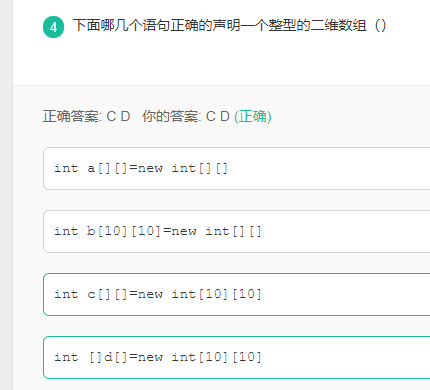 4 下面哪几个语句正确的声明一个整型的二维数组（）
正确答案: C D 你的答案: C D (正确)
int a[][]=new int[][]
int b[10][10]=new int[][]
int c[][]=new int[10][10]
int []d[]=new int[10][10]